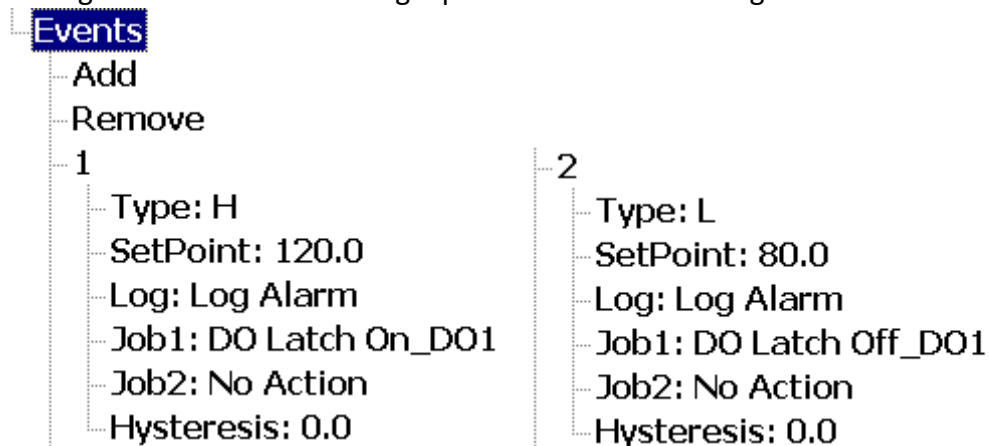 Events
Add
Remove
1
Type: H
SetPoint: 120.0
Log: Log Alarm
Job1: DO Latch On_DO1
Job2: No Action
Hysteresis: 0.0
2
Type: L
SetPoint: 80.0
Log: Log Alarm
Job1: DO Latch Off_DO1
Job2: No Action
Hysteresis: 0.0